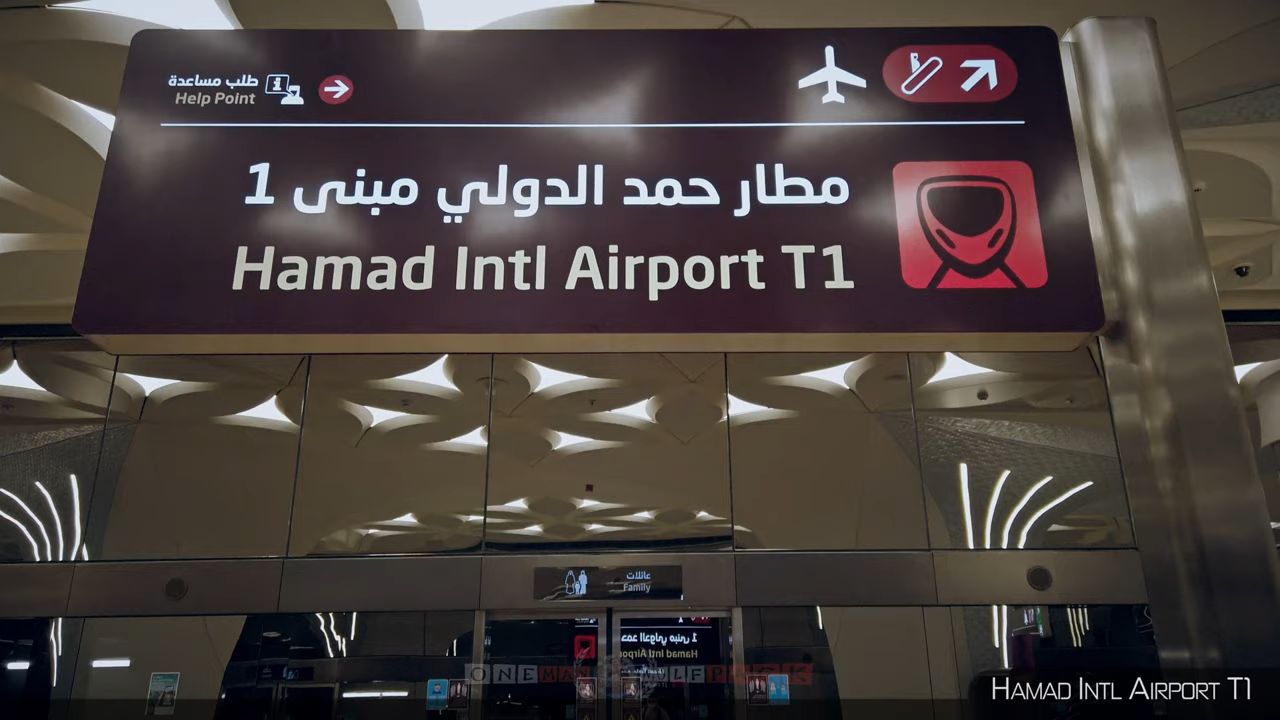 طلب مساعدة
Help Point
مطار حمد الدولي مبنى 1
Hamad Intl Airport T1
عائلات
Family
ONEMANWOLFPACK
HAMAD INTL AIRPORT T1